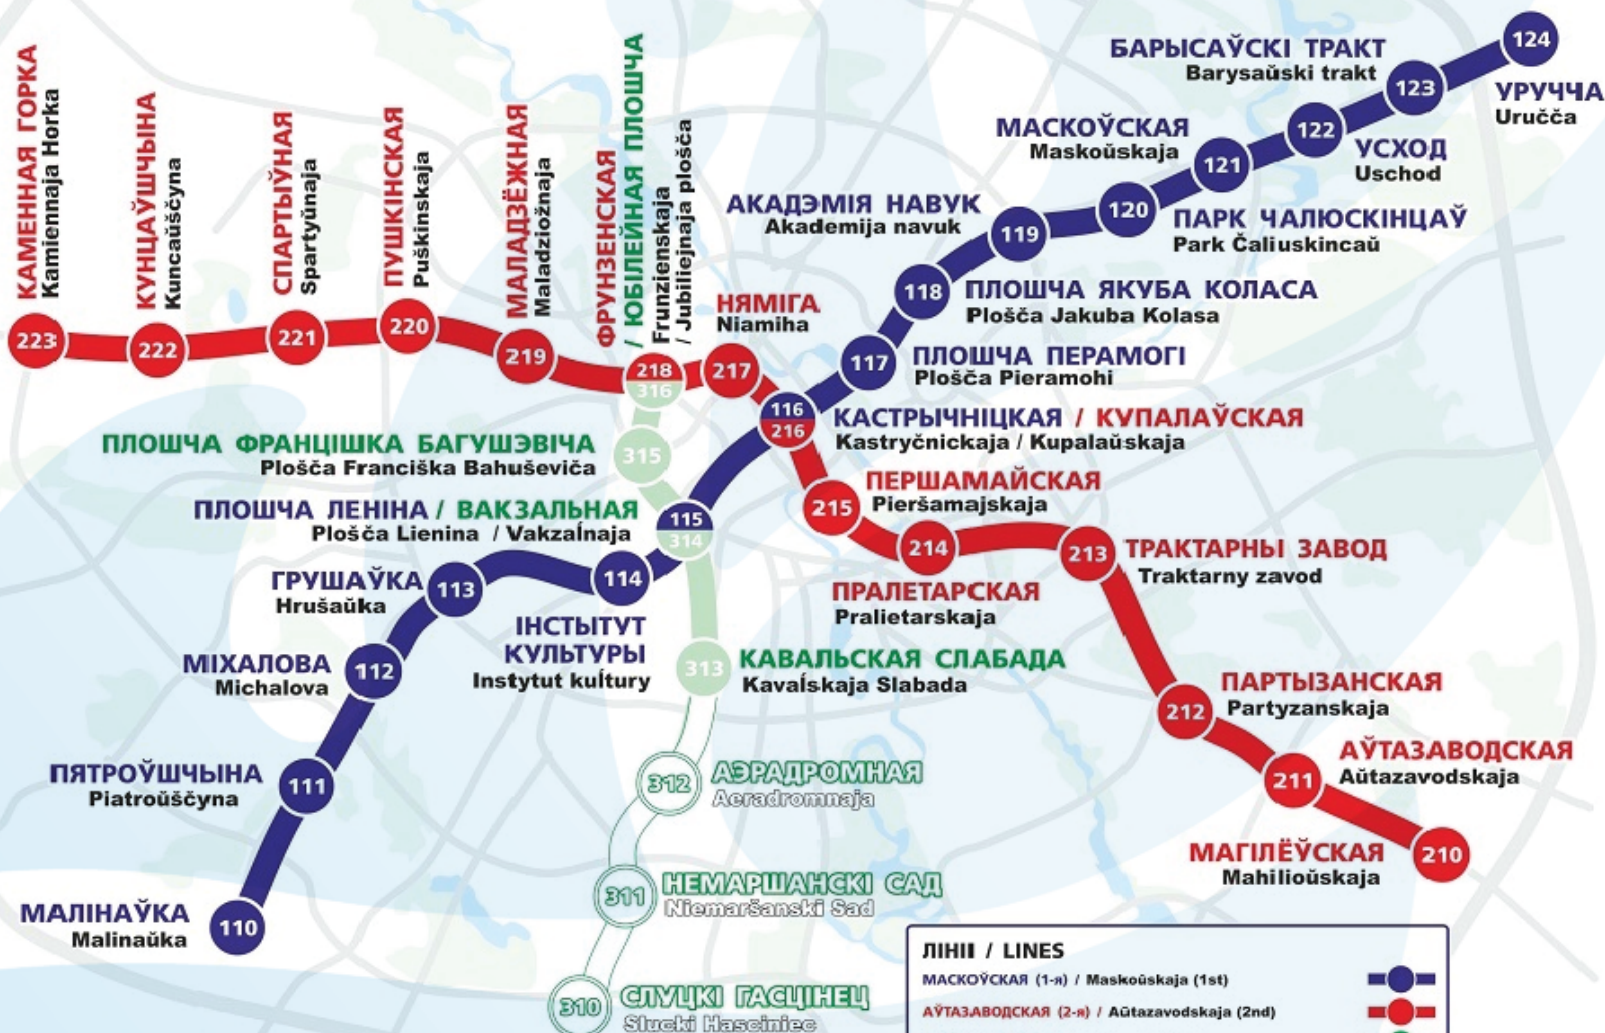 КАМЕННАЯ ГОРКА
Kamiennaja Horka
223
КУНЦАЎШЧЫНА
Kuncaŭščyna
222
СПАРТЫЎНАЯ
Spartyŭnaja
221
ПУШКІНСКАЯ
Puškinskaja
220
МАЛАДЗЁЖНАЯ
Maladziožnaja
219
ФРУНЗЕНСКАЯ
/ ЮБІЛЕЙНАЯ ПЛОШЧА
Frunzienskaja
/ Jubiliejnaja plošča
218
316
НЯМІГА
Niamiha
217
116
216
КАСТРЫЧНІЦКАЯ / КУПАЛАЎСКАЯ
Kastryčnickaja / Kupalaŭskaja
БАРЫСАЎСКІ ТРАКТ
Barysaŭski trakt
123
124
УРУЧЧА
Uručča
122
УСХОД
Uschod
МАСКОЎСКАЯ
Maskoŭskaja
121
120
ПАРК ЧАЛЮСКІНЦАЎ
Park Čaliuskincaŭ
АКАДЭМІЯ НАВУК
Akademija navuk
119
118
ПЛОШЧА ЯКУБА КОЛАСА
Plošča Jakuba Kolasa
117
ПЛОШЧА ПЕРАМОГІ
Plošča Pieramohi
ПЛОШЧА ФРАНЦІШКА БАГУШЭВІЧА
Plošča Franciška Bahuševiča
315
ПЛОШЧА ЛЕНІНА / ВАКЗАЛЬНАЯ
Plošča Lienina / Vakzaĺnaja
115
314
215
ПЕРШАМАЙСКАЯ
Pieršamajskaja
214
ПРАЛЕТАРСКАЯ
Pralietarskaja
213
ТРАКТАРНЫ ЗАВОД
Traktarny zavod
ГРУШАЎКА
Hrušaŭka
113
114
ІНСТЫТУТ
КУЛЬТУРЫ
Instytut kuĺtury
МІХАЛОВА
Michalova
112
313
КАВАЛЬСКАЯ СЛАБАДА
Kavaĺskaja Slabada
212
ПАРТЫЗАНСКАЯ
Partyzanskaja
ПЯТРОЎШЧЫНА
Piatroŭščyna
111
312
АЭРАДРОМНАЯ
Aeradromnaja
211
АЎТАЗАВОДСКАЯ
Aŭtazavodskaja
МАГІЛЁЎСКАЯ
Mahilioŭskaja
210
311
НЕМАРШАНСКІ САД
Niemaršanski Sad
МАЛІНАЎКА
Malinaŭka
110
310
СЛУЦКІ ГАСЦІНЕЦ
Slucki Hasciniec
ЛІНІІ / LINES
МАСКОЎСКАЯ (1-я) / Maskoŭskaja (1st)
АЎТАЗАВОДСКАЯ (2-я) / Aŭtazavodskaja (2nd)